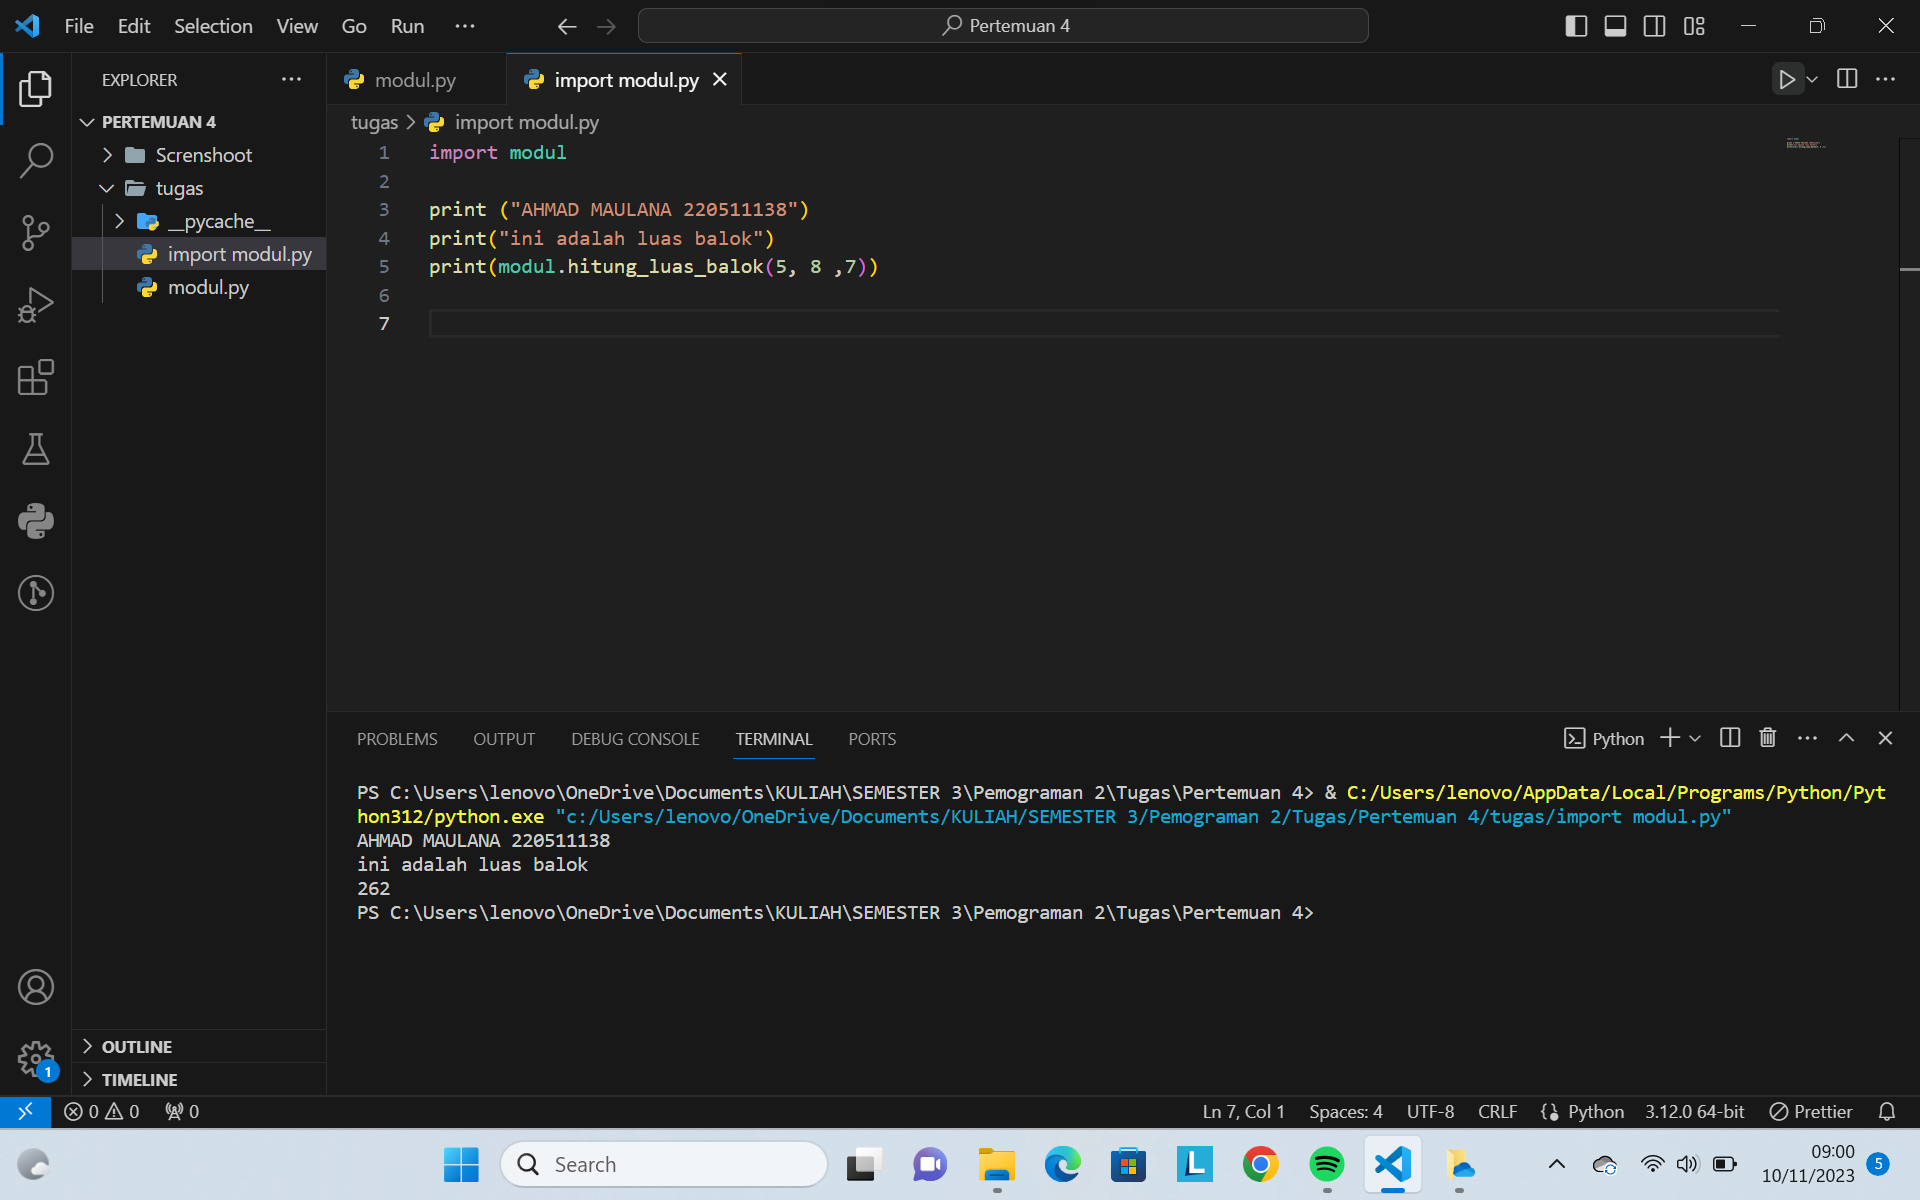 File Edit Selection View Go Run ···
Pertemuan 4
EXPLORER
PERTEMUAN 4
Screnshoot
tugas
__pycache__
import modul.py
modul.py
OUTLINE
TIMELINE
modul.py import modul.py
tugas > import modul.py
1 import modul
2
3 print ("AHMAD MAULANA 220511138")
4 print("ini adalah luas balok")
5 print(modul.hitung_luas_balok(5, 8 ,7))
6
7
PROBLEMS OUTPUT DEBUG CONSOLE TERMINAL PORTS
Python
PS C:\Users\lenovo\OneDrive\Documents\KULIAH\SEMESTER 3\Pemograman 2\Tugas\Pertemuan 4> & C:/Users/lenovo/AppData/Local/Programs/Python/Pyt
hon312/python.exe "c:/Users/lenovo/OneDrive/Documents/KULIAH/SEMESTER 3/Pemograman 2/Tugas/Pertemuan 4/tugas/import modul.py"
AHMAD MAULANA 220511138
ini adalah luas balok
262
PS C:\Users\lenovo\OneDrive\Documents\KULIAH\SEMESTER 3\Pemograman 2\Tugas\Pertemuan 4>
1
0 0 0
Ln 7, Col 1 Spaces: 4 UTF-8 CRLF Python 3.12.0 64-bit Prettier
Search
L
09:00
10/11/2023
5